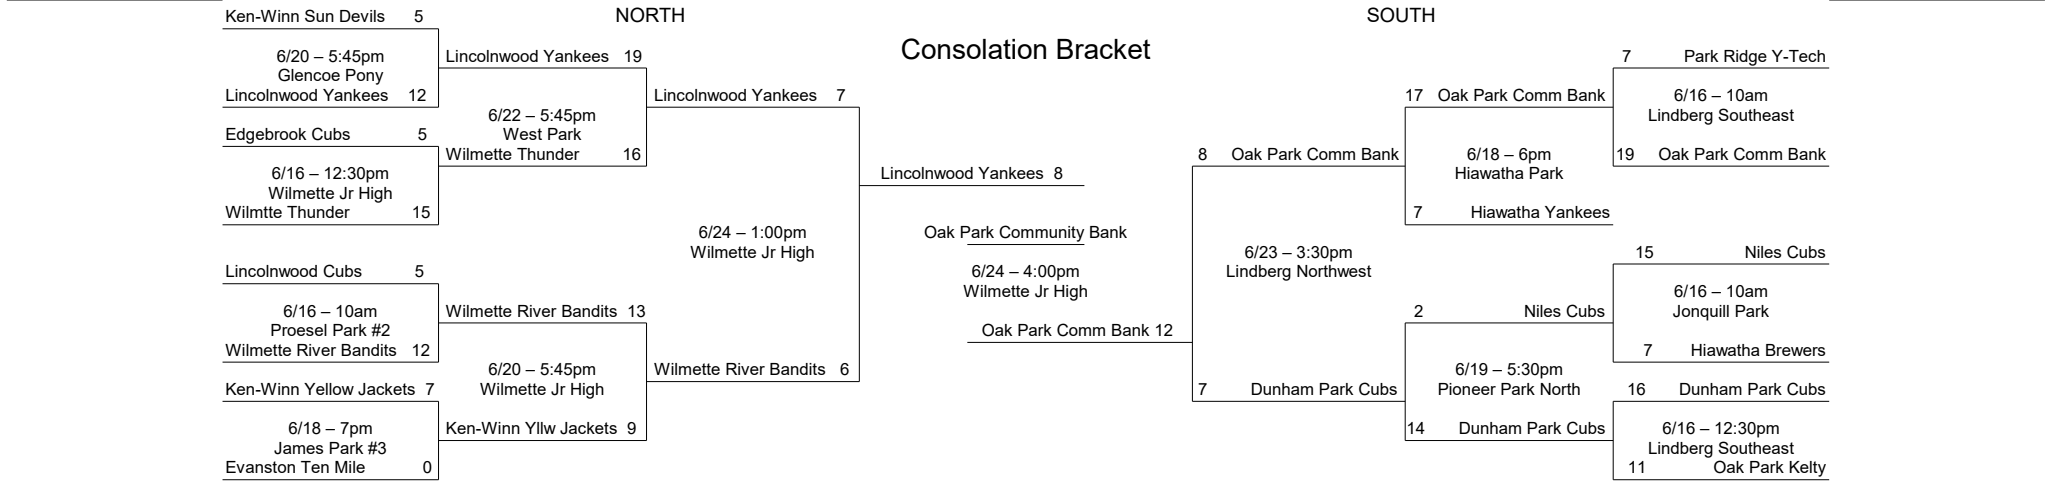 NORTH
SOUTH
Consolation Bracket
Ken-Winn Sun Devils 5
6/20 – 5:45pm
Glencoe Pony
Lincolnwood Yankees 12
Edgebrook Cubs 5
6/16 – 12:30pm
Wilmette Jr High
Wilmtte Thunder 15
Lincolnwood Cubs 5
6/16 – 10am
Proesel Park #2
Wilmette River Bandits 12
Ken-Winn Yellow Jackets 7
6/18 – 7pm
James Park #3
Evanston Ten Mile 0
Lincolnwood Yankees 19
6/22 – 5:45pm
West Park
Wilmette Thunder 16
Wilmette River Bandits 13
6/20 – 5:45pm
Wilmette Jr High
Ken-Winn Yllw Jackets 9
Lincolnwood Yankees 7
6/24 – 1:00pm
Wilmette Jr High
Wilmette River Bandits 6
Lincolnwood Yankees 8
Oak Park Community Bank
6/24 – 4:00pm
Wilmette Jr High
Oak Park Comm Bank 12
8 Oak Park Comm Bank
6/23 – 3:30pm
Lindberg Northwest
7 Dunham Park Cubs
17 Oak Park Comm Bank
6/18 – 6pm
Hiawatha Park
7 Hiawatha Yankees
2 Niles Cubs
6/19 – 5:30pm
Pioneer Park North
14 Dunham Park Cubs
7 Park Ridge Y-Tech
6/16 – 10am
Lindberg Southeast
19 Oak Park Comm Bank
15 Niles Cubs
6/16 – 10am
Jonquill Park
7 Hiawatha Brewers
16 Dunham Park Cubs
6/16 – 12:30pm
Lindberg Southeast
11 Oak Park Kelty